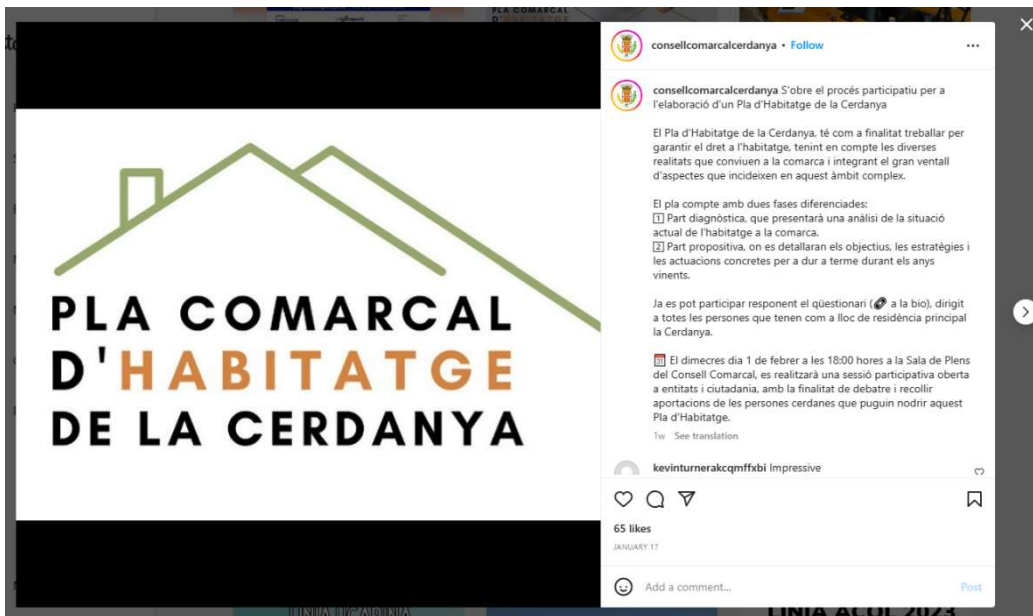 PLA COMARCAL
D'HABITATGE
DE LA CERDANYA
consellcomarcalcerdanya • Follow
consellcomarcalcerdanya S'obre el procés participatiu per a
l'elaboració d'un Pla d'Habitatge de la Cerdanya
El Pla d'Habitatge de la Cerdanya, té com a finalitat treballar per
garantir el dret a l'habitatge, tenint en compte les diverses
realitats que conviuen a la comarca i integrant el gran ventall
d'aspectes que incideixen en aquest àmbit complex.
El pla compte amb dues fases diferenciades:
1 Part diagnòstica, que presentarà una anàlisi de la situació
actual de l'habitatge a la comarca.
2 Part propositiva, on es detallaran els objectius, les estratègies i
les actuacions concretes per a dur a terme durant els anys
vinents.
Ja es pot participar responent el qüestionari (🔗 a la bio), dirigit
a totes les persones que tenen com a lloc de residència principal
la Cerdanya.
📅 El dimecres dia 1 de febrer a les 18:00 hores a la Sala de Plens
del Consell Comarcal, es realitzarà una sessió participativa oberta
a entitats i ciutadania, amb la finalitat de debatre i recollir
aportacions de les persones cerdanes que puguin nodrir aquest
Pla d'Habitatge.
1w See translation
kevinturnerakcqmffxbi Impressive
65 likes
JANUARY 17
Add a comment... Post
LÍNIA ACOL 2023